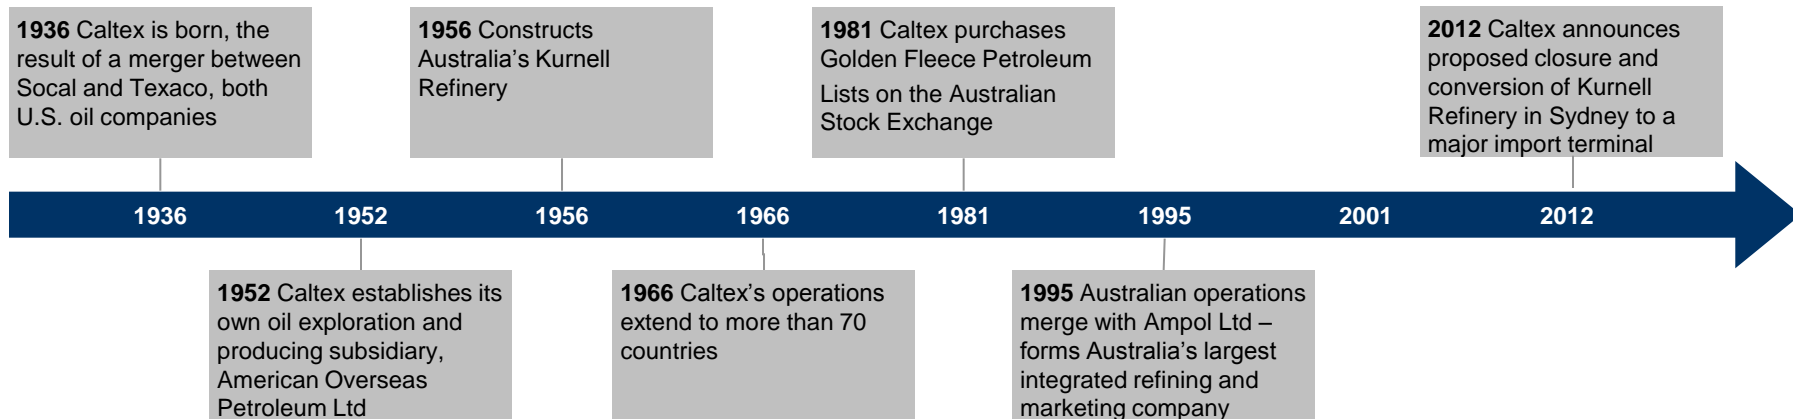 1936 Caltex is born, the
result of a merger between
Socal and Texaco, both
U.S. oil companies
1956 Constructs
Australia’s Kurnell
Refinery
1981 Caltex purchases
Golden Fleece Petroleum
Lists on the Australian
Stock Exchange
2012 Caltex announces
proposed closure and
conversion of Kurnell
Refinery in Sydney to a
major import terminal
1936 1952 1956 1966 1981 1995 2001 2012
1952 Caltex establishes its
own oil exploration and
producing subsidiary,
American Overseas
Petroleum Ltd
1966 Caltex’s operations
extend to more than 70
countries
1995 Australian operations
merge with Ampol Ltd –
forms Australia’s largest
integrated refining and
marketing company